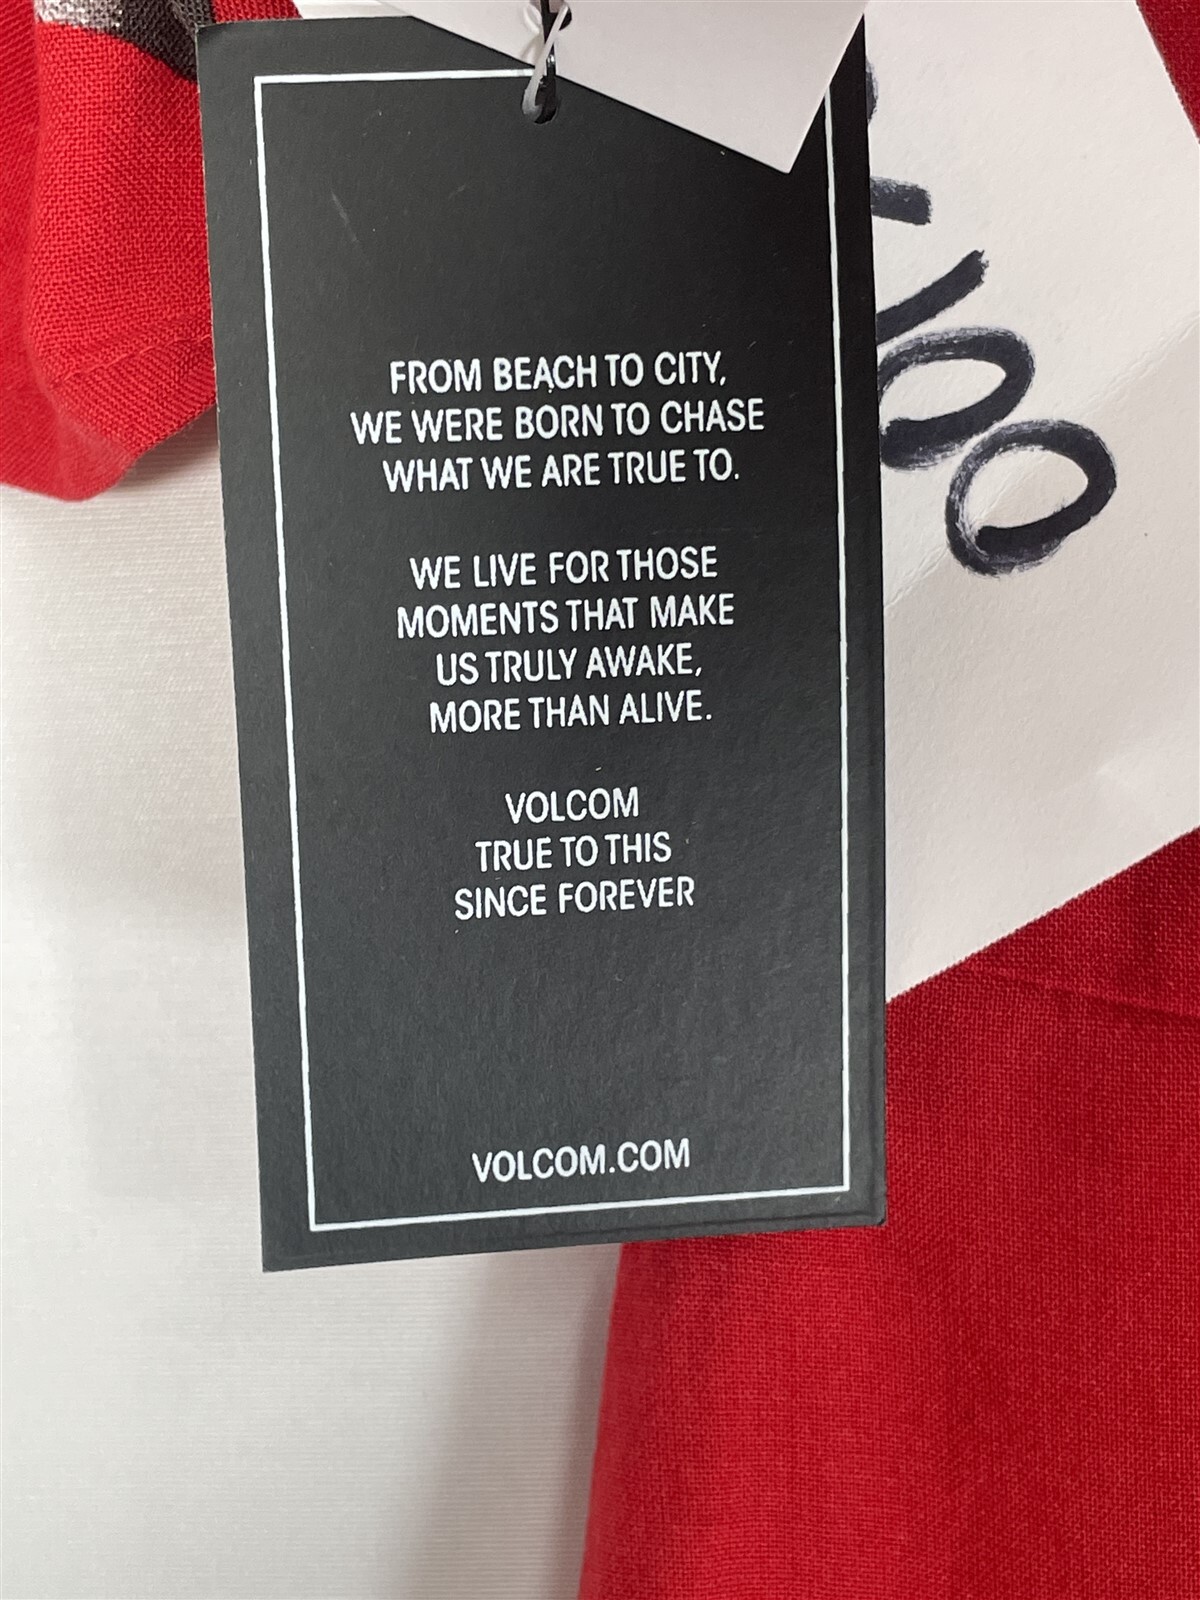 FROM BEACH TO CITY,
WE WERE BORN TO CHASE
WHAT WE ARE TRUE TO.
WE LIVE FOR THOSE
MOMENTS THAT MAKE
US TRULY AWAKE,
MORE THAN ALIVE.
VOLCOM
TRUE TO THIS
SINCE FOREVER
VOLCOM.COM